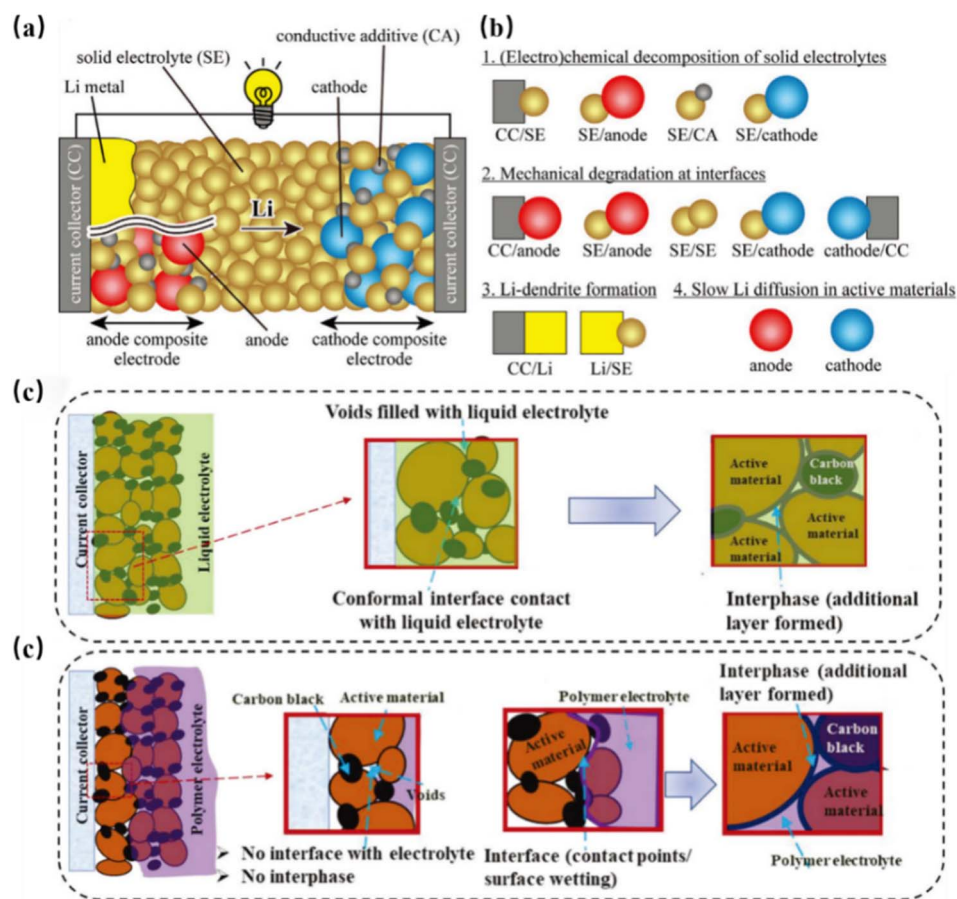 (a)
solid electrolyte (SE)
conductive additive (CA)
Li metal
cathode
current collector (CC)
Li
current collector (CC)
anode composite
electrode
anode
cathode composite
electrode
(b)
1. (Electro)chemical decomposition of solid electrolytes
CC/SE SE/anode SE/CA SE/cathode
2. Mechanical degradation at interfaces
CC/anode SE/anode SE/SE SE/cathode cathode/CC
3. Li-dendrite formation
CC/Li Li/SE
4. Slow Li diffusion in active materials
anode cathode
(c)
Current collector
Liquid electrolyte
Voids filled with liquid electrolyte
Conformal interface contact
with liquid electrolyte
Active
material
Carbon
black
Active
material
Active
material
Interphase (additional
layer formed)
(c)
Current collector
Polymer electrolyte
Carbon black
Active material
Voids
➢ No interface with electrolyte
➢ No interphase
Polymer electrolyte
Active
material
Interface (contact points/
surface wetting)
Interphase (additional
layer formed)
Active
material
Carbon
black
Active
material
Polymer electrolyte